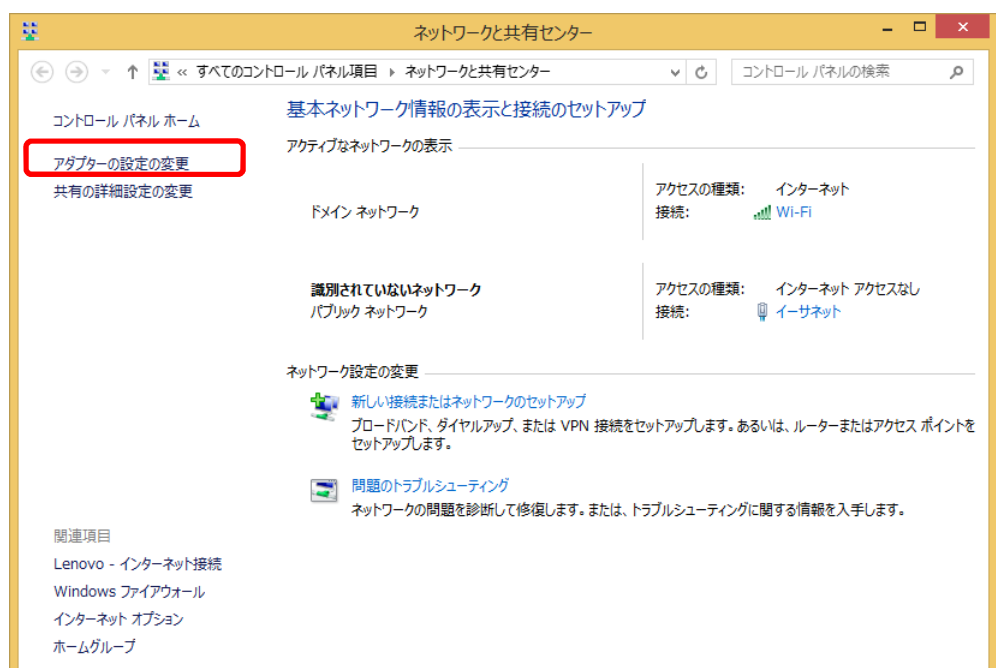 ネットワークと共有センター
« すべてのコントロール パネル項目 ▸ ネットワークと共有センター
コントロール パネルの検索
コントロール パネル ホーム
アダプターの設定の変更
共有の詳細設定の変更
基本ネットワーク情報の表示と接続のセットアップ
アクティブなネットワークの表示
ドメイン ネットワーク
アクセスの種類: インターネット
接続: Wi-Fi
識別されていないネットワーク
パブリック ネットワーク
アクセスの種類: インターネット アクセスなし
接続: イーサネット
ネットワーク設定の変更
新しい接続またはネットワークのセットアップ
ブロードバンド、ダイヤルアップ、または VPN 接続をセットアップします。あるいは、ルーターまたはアクセス ポイントを
セットアップします。
問題のトラブルシューティング
ネットワークの問題を診断して修復します。または、トラブルシューティングに関する情報を入手します。
関連項目
Lenovo - インターネット接続
Windows ファイアウォール
インターネット オプション
ホームグループ